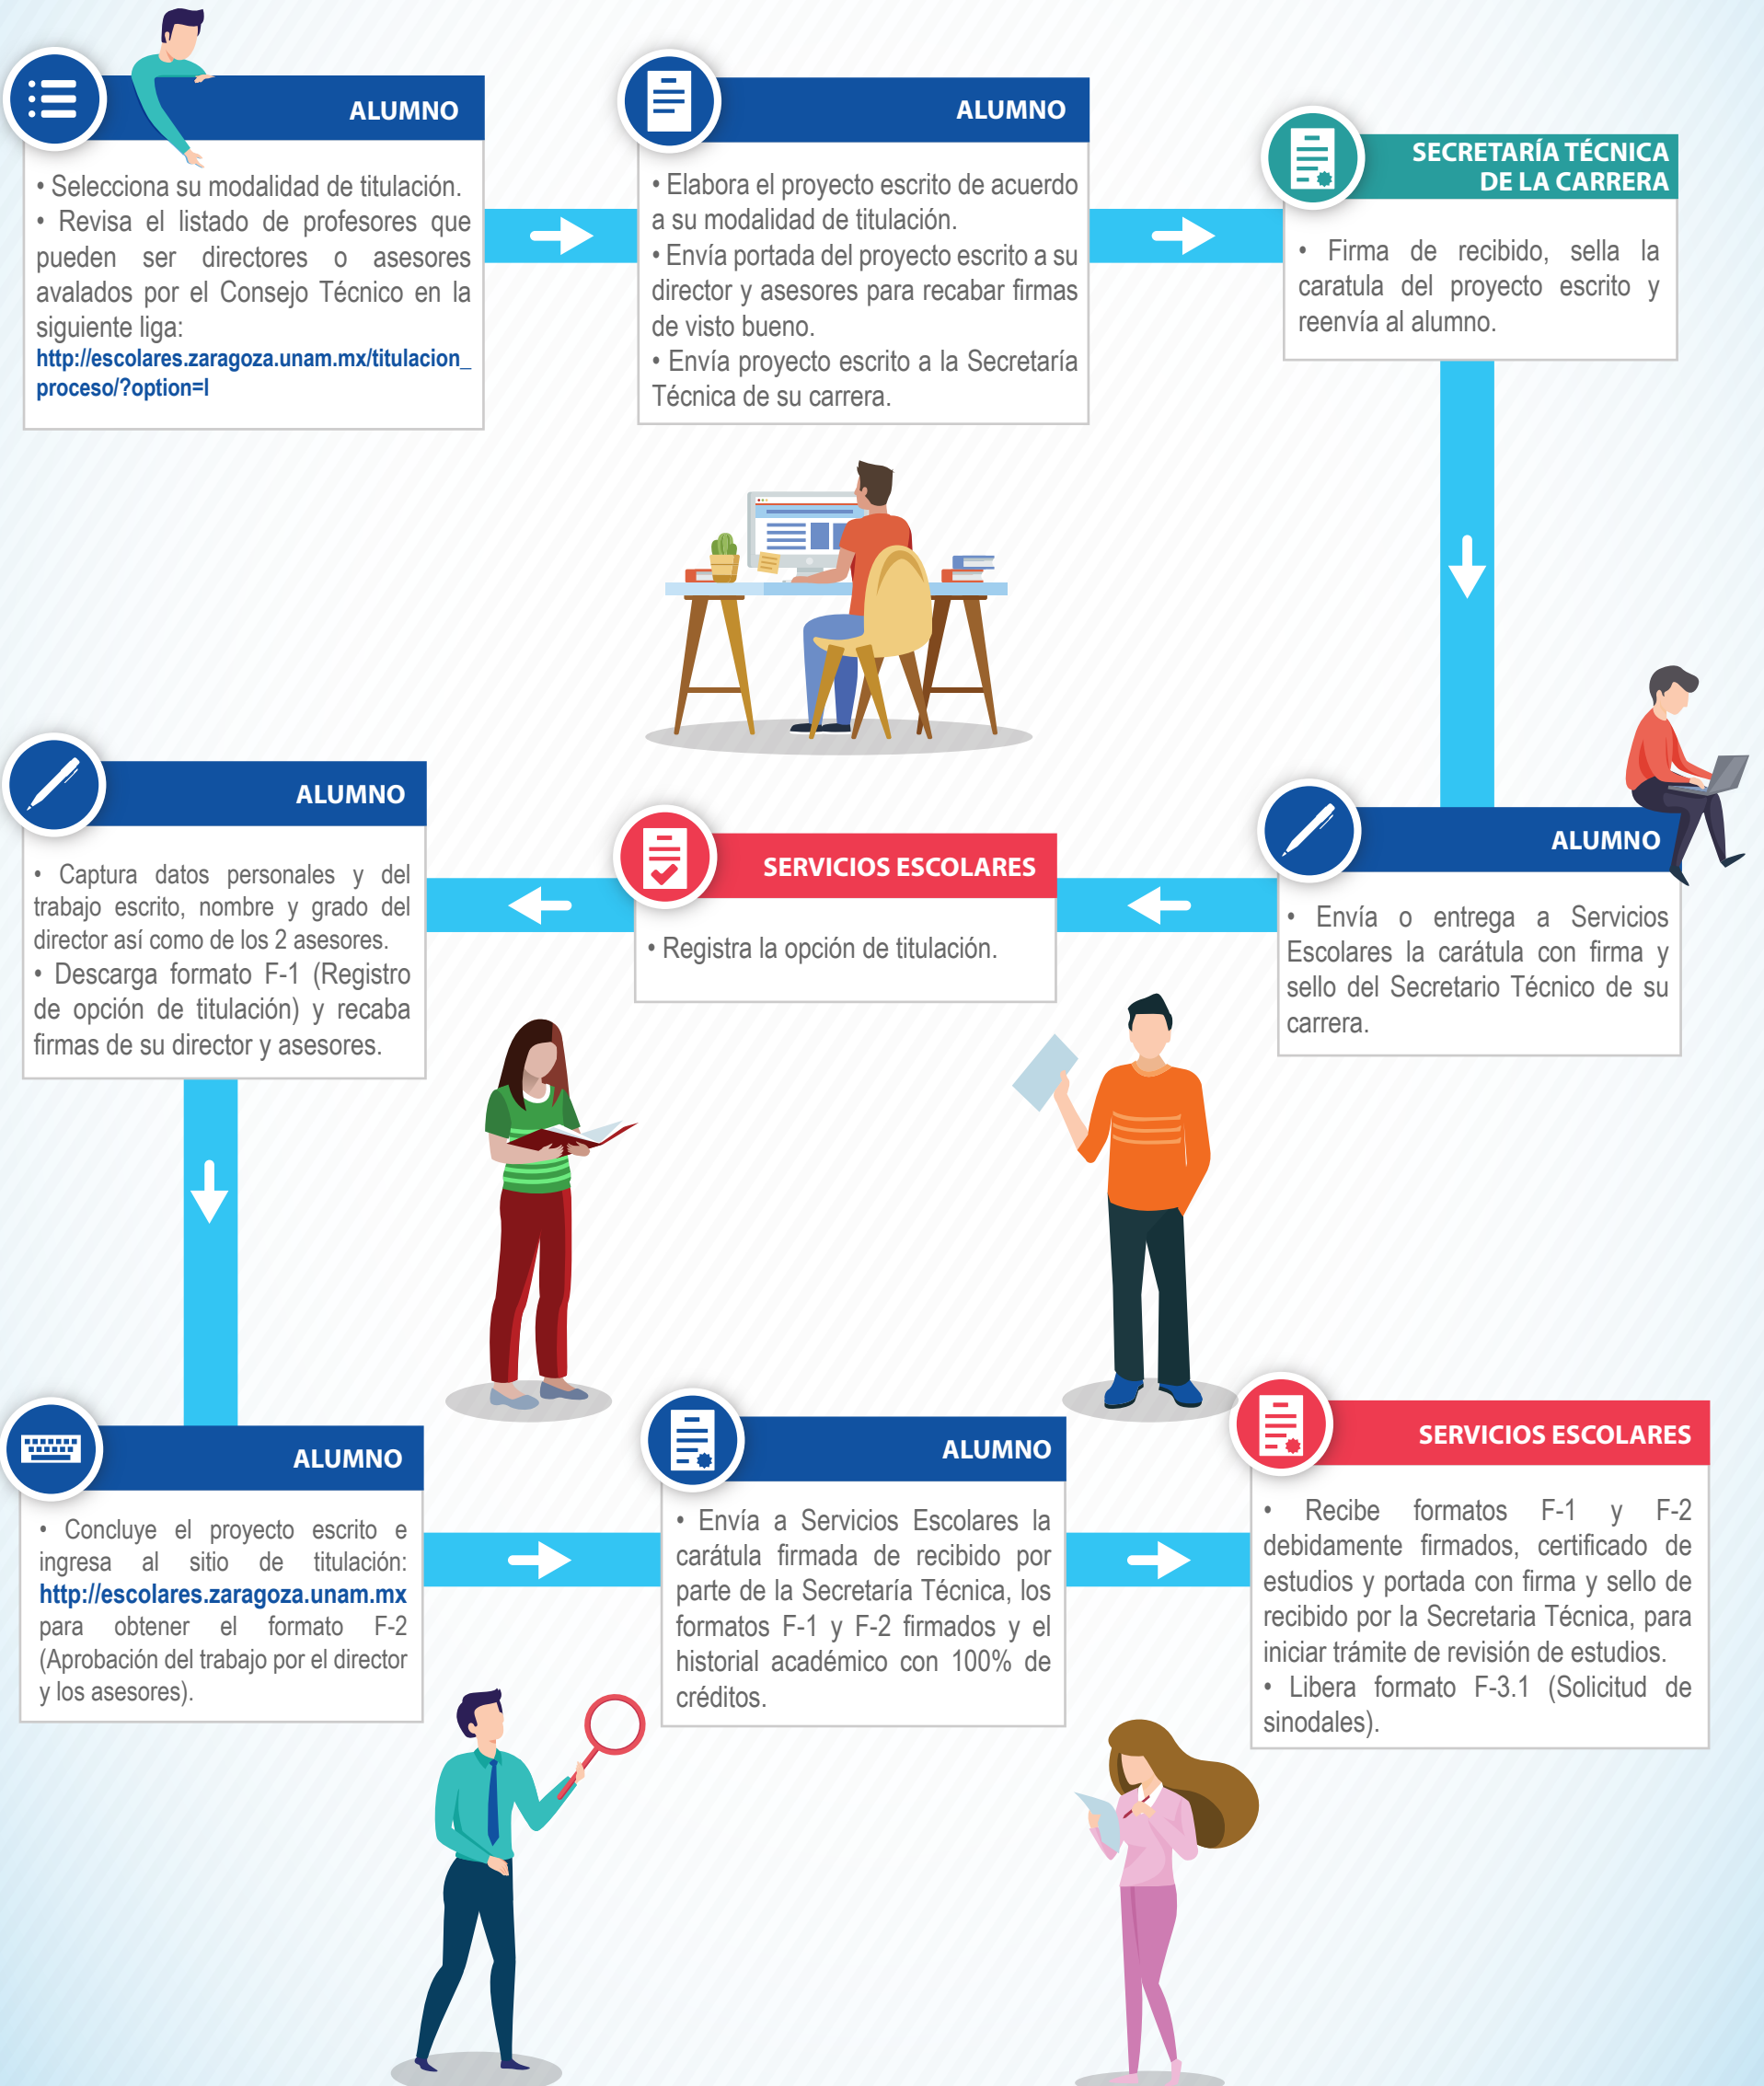 ALUMNO
• Selecciona su modalidad de titulación.
• Revisa el listado de profesores que
pueden ser directores o asesores
avalados por el Consejo Técnico en la
siguiente liga:
http://escolares.zaragoza.unam.mx/titulacion_
proceso/?option=l
ALUMNO
• Elabora el proyecto escrito de acuerdo
a su modalidad de titulación.
• Envía portada del proyecto escrito a su
director y asesores para recabar firmas
de visto bueno.
• Envía proyecto escrito a la Secretaría
Técnica de su carrera.
SECRETARÍA TÉCNICA
DE LA CARRERA
• Firma de recibido, sella la
caratula del proyecto escrito y
reenvía al alumno.
ALUMNO
• Envía o entrega a Servicios
Escolares la carátula con firma y
sello del Secretario Técnico de su
carrera.
SERVICIOS ESCOLARES
• Registra la opción de titulación.
ALUMNO
• Captura datos personales y del
trabajo escrito, nombre y grado del
director así como de los 2 asesores.
• Descarga formato F-1 (Registro
de opción de titulación) y recaba
firmas de su director y asesores.
ALUMNO
• Concluye el proyecto escrito e
ingresa al sitio de titulación:
http://escolares.zaragoza.unam.mx
para obtener el formato F-2
(Aprobación del trabajo por el director
y los asesores).
ALUMNO
• Envía a Servicios Escolares la
carátula firmada de recibido por
parte de la Secretaría Técnica, los
formatos F-1 y F-2 firmados y el
historial académico con 100% de
créditos.
SERVICIOS ESCOLARES
• Recibe formatos F-1 y F-2
debidamente firmados, certificado de
estudios y portada con firma y sello de
recibido por la Secretaria Técnica, para
iniciar trámite de revisión de estudios.
• Libera formato F-3.1 (Solicitud de
sinodales).